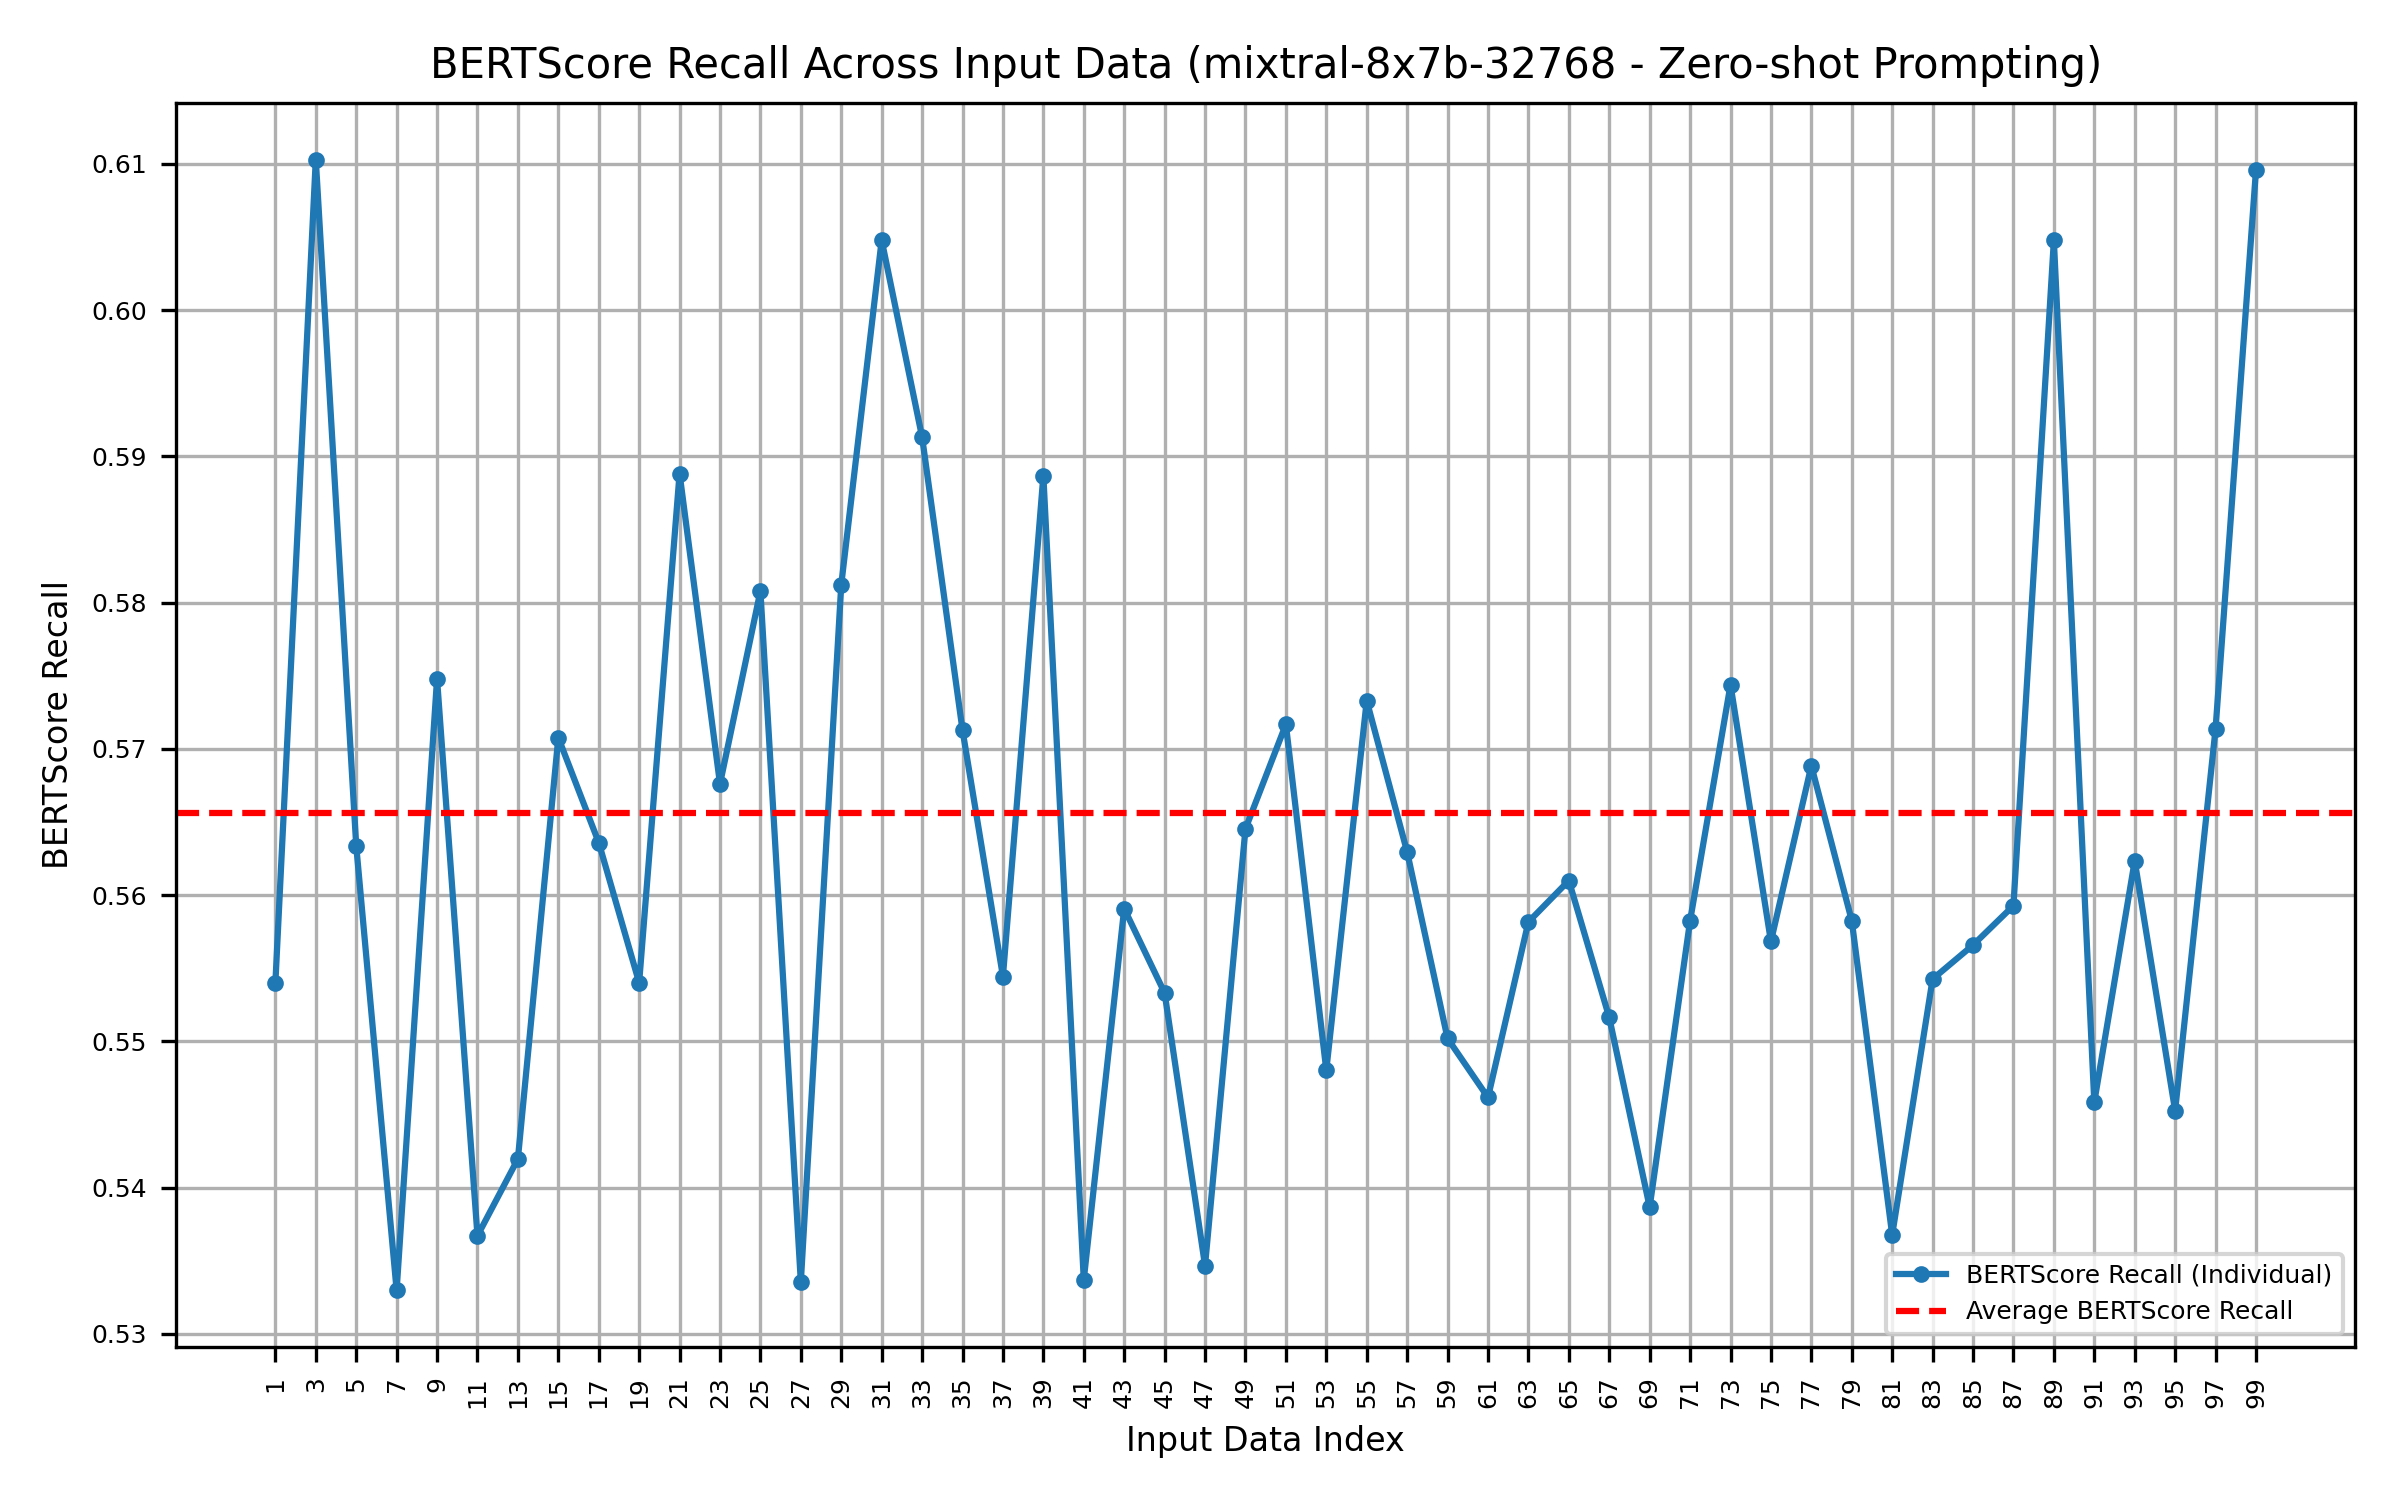 BERTScore Recall Across Input Data (mixtral-8x7b-32768 - Zero-shot Prompting)
BERTScore Recall
0.61
0.60
0.59
0.58
0.57
0.56
0.55
0.54
0.53
BERTScore Recall (Individual)
Average BERTScore Recall
1 3 5 7 9 11 13 15 17 19 21 23 25 27 29 31 33 35 37 39 41 43 45 47 49 51 53 55 57 59 61 63 65 67 69 71 73 75 77 79 81 83 85 87 89 91 93 95 97 99
Input Data Index